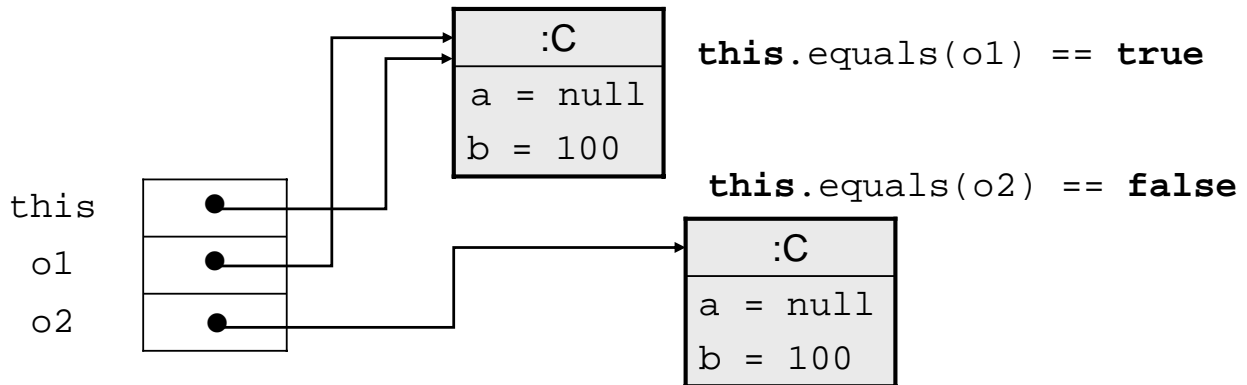 :C
a = null
b = 100
this.equals(o1) == true
this.equals(o2) == false
this
o1
o2
:C
a = null
b = 100